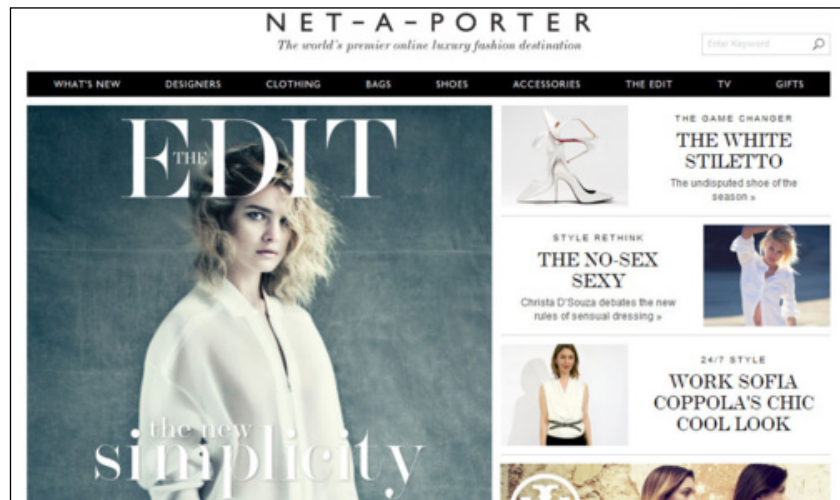 NET-A-PORTER
The world's premier online luxury fashion destination
Enter Keyword
WHAT'S NEW DESIGNERS CLOTHING BAGS SHOES ACCESSORIES THE EDIT TV GIFTS
THE EDIT
the new
simplicity
THE GAME CHANGER
THE WHITE
STILETTO
The undisputed shoe of the
season »
STYLE RETHINK
THE NO-SEX
SEXY
Christa D'Souza debates the new
rules of sensual dressing »
24/7 STYLE
WORK SOFIA
COPPOLA'S CHIC
COOL LOOK